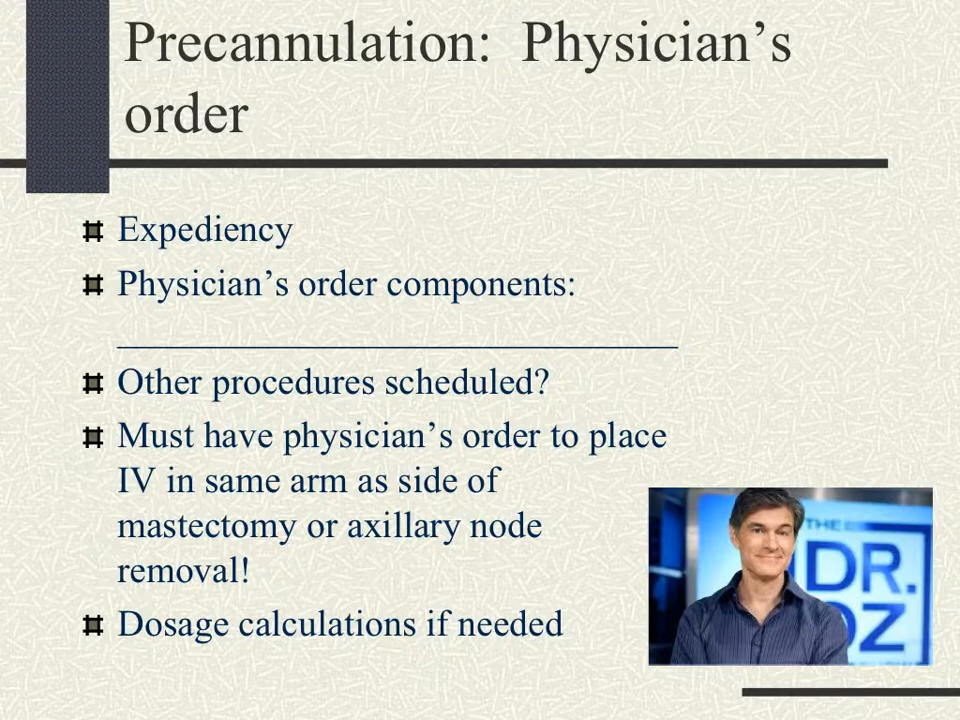 Precannulation: Physician’s
order
Expediency
Physician’s order components:
______________________________
Other procedures scheduled?
Must have physician’s order to place
IV in same arm as side of
mastectomy or axillary node
removal!
Dosage calculations if needed
THE
DR.
OZ